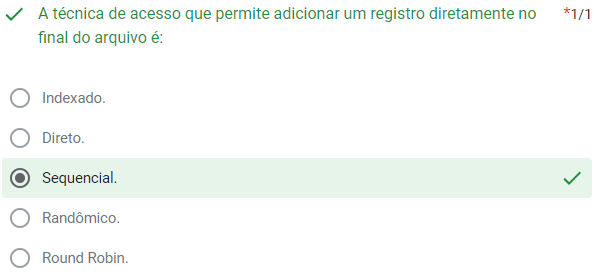 A técnica de acesso que permite adicionar um registro diretamente no *1/1
final do arquivo é:
Indexado.
Direto.
Sequencial.
Randômico.
Round Robin.